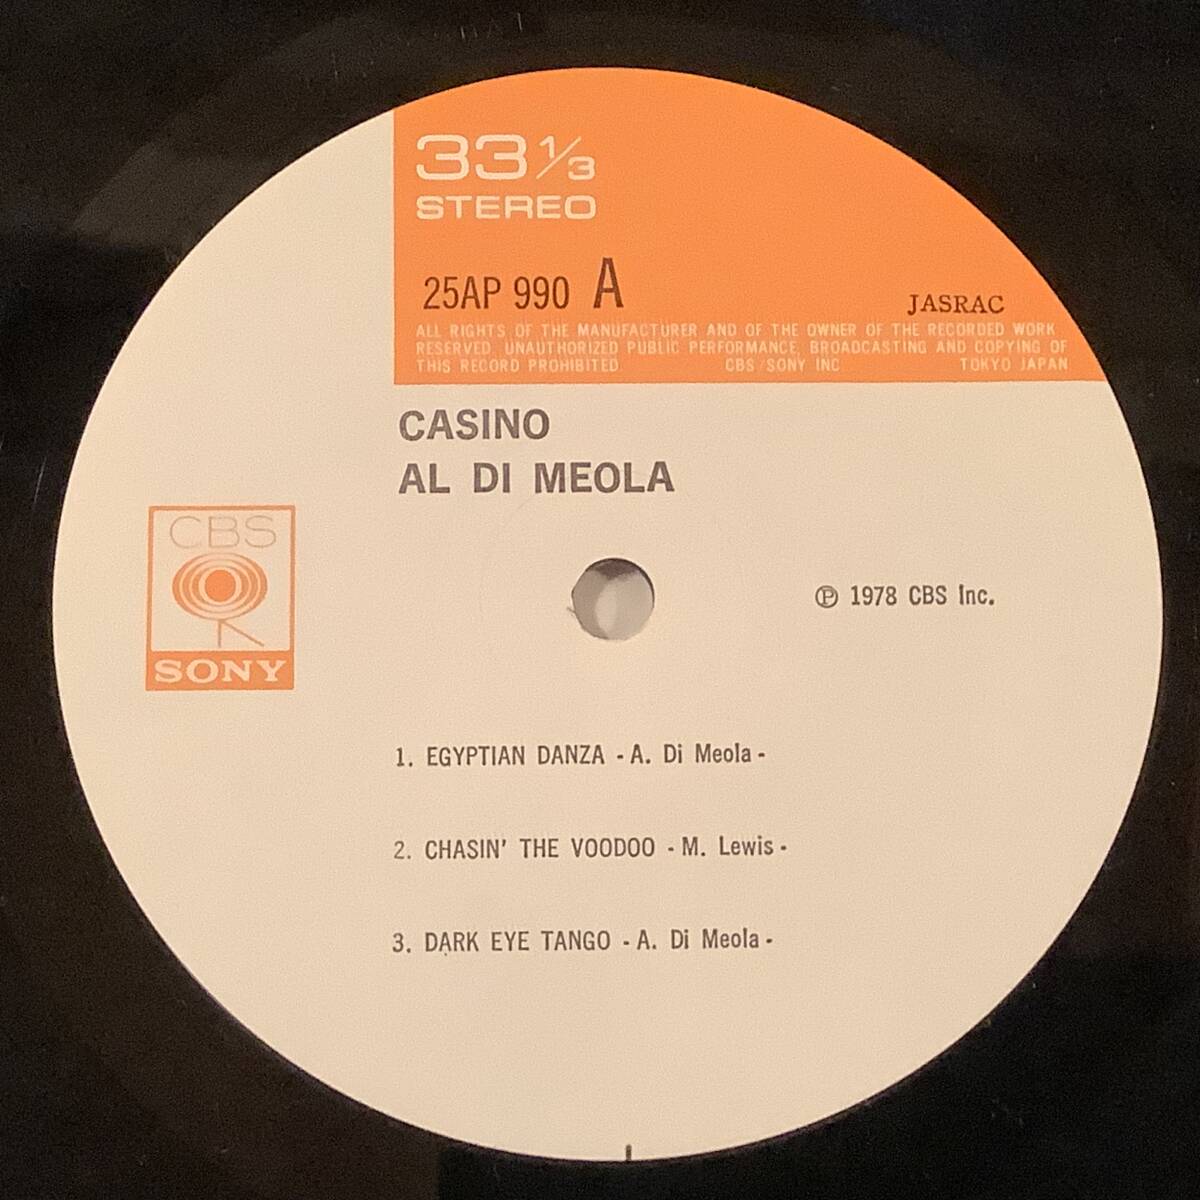 33 1/3
STEREO
25AP 990 A
JASRAC
ALL RIGHTS OF THE MANUFACTURER AND OF THE OWNER OF THE RECORDED WORK
RESERVED UNAUTHORIZED PUBLIC PERFORMANCE, BROADCASTING AND COPYING OF
THIS RECORD PROHIBITED CBS/SONY INC TOKYO JAPAN
CASINO
AL DI MEOLA
CBS
SONY
℗ 1978 CBS Inc.
1. EGYPTIAN DANZA - A. Di Meola -
2. CHASIN' THE VOODOO - M. Lewis -
3. DARK EYE TANGO - A. Di Meola -